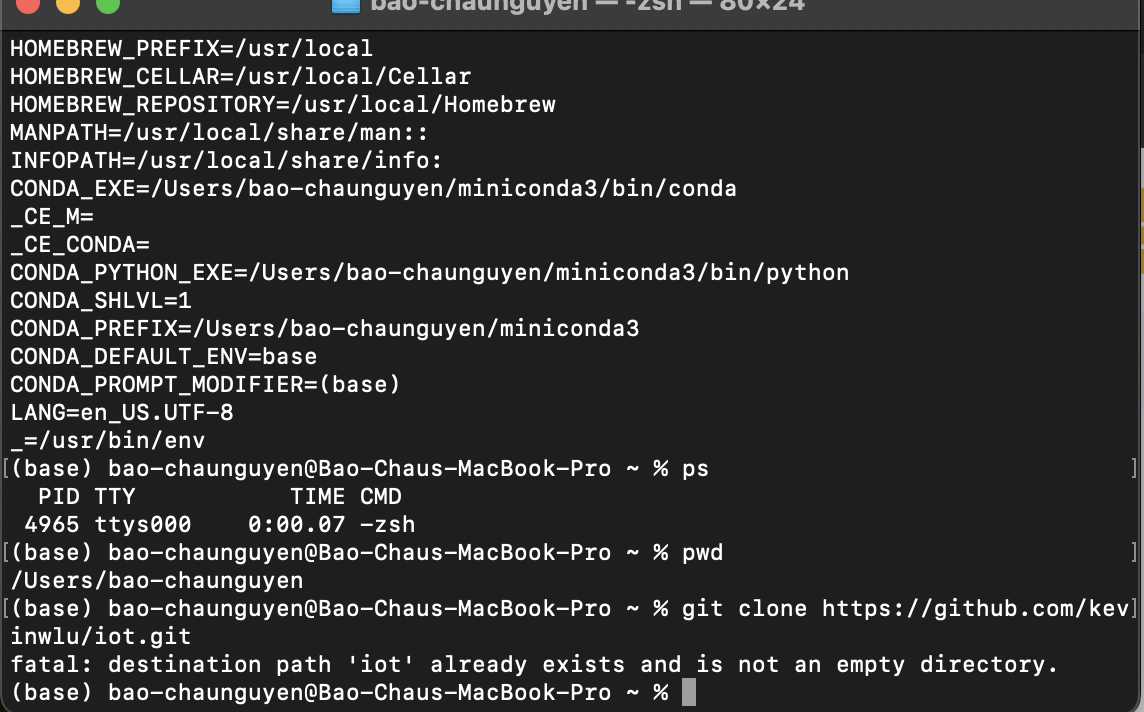 bao-chaunguyen — -zsh — 80×24
HOMEBREW_PREFIX=/usr/local
HOMEBREW_CELLAR=/usr/local/Cellar
HOMEBREW_REPOSITORY=/usr/local/Homebrew
MANPATH=/usr/local/share/man::
INFOPATH=/usr/local/share/info:
CONDA_EXE=/Users/bao-chaunguyen/miniconda3/bin/conda
_CE_M=
_CE_CONDA=
CONDA_PYTHON_EXE=/Users/bao-chaunguyen/miniconda3/bin/python
CONDA_SHLVL=1
CONDA_PREFIX=/Users/bao-chaunguyen/miniconda3
CONDA_DEFAULT_ENV=base
CONDA_PROMPT_MODIFIER=(base)
LANG=en_US.UTF-8
_=/usr/bin/env
[(base) bao-chaunguyen@Bao-Chaus-MacBook-Pro ~ % ps ]
PID TTY TIME CMD
4965 ttys000 0:00.07 -zsh
[(base) bao-chaunguyen@Bao-Chaus-MacBook-Pro ~ % pwd ]
/Users/bao-chaunguyen
[(base) bao-chaunguyen@Bao-Chaus-MacBook-Pro ~ % git clone https://github.com/kev]
inwlu/iot.git
fatal: destination path 'iot' already exists and is not an empty directory.
(base) bao-chaunguyen@Bao-Chaus-MacBook-Pro ~ %